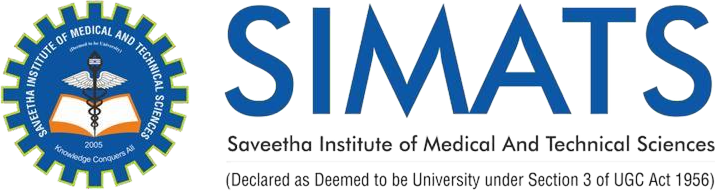 SAVEETHA INSTITUTE OF MEDICAL AND TECHNICAL SCIENCES
(Deemed to be University)
2005
Knowledge Conquers All
SIMATS
Saveetha Institute of Medical And Technical Sciences
(Declared as Deemed to be University under Section 3 of UGC Act 1956)